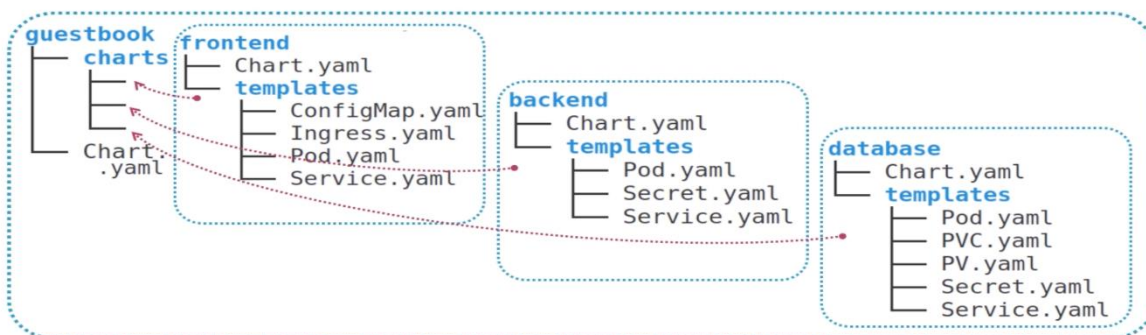 guestbook
charts
Chart.
.yaml
frontend
Chart.yaml
templates
ConfigMap.yaml
Ingress.yaml
Pod.yaml
Service.yaml
backend
Chart.yaml
templates
Pod.yaml
Secret.yaml
Service.yaml
database
Chart.yaml
templates
Pod.yaml
PVC.yaml
PV.yaml
Secret.yaml
Service.yaml